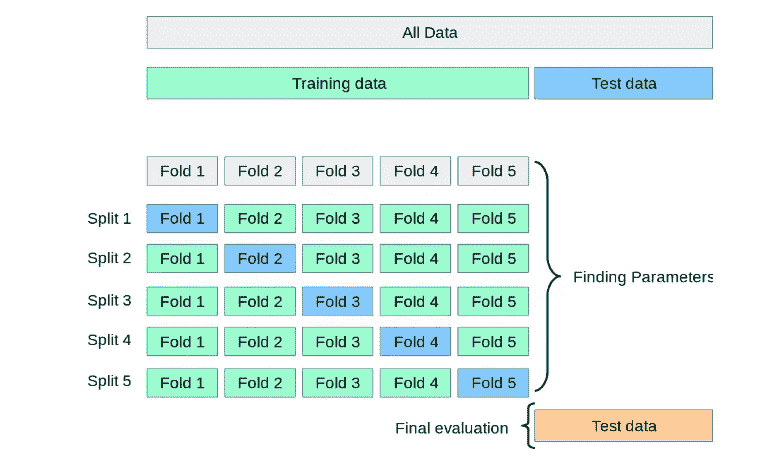 All Data
Training data Test data
Fold 1 Fold 2 Fold 3 Fold 4 Fold 5
Split 1 Fold 1 Fold 2 Fold 3 Fold 4 Fold 5
Split 2 Fold 1 Fold 2 Fold 3 Fold 4 Fold 5
Finding Parameters
Split 3 Fold 1 Fold 2 Fold 3 Fold 4 Fold 5
Split 4 Fold 1 Fold 2 Fold 3 Fold 4 Fold 5
Split 5 Fold 1 Fold 2 Fold 3 Fold 4 Fold 5
Final evaluation Test data